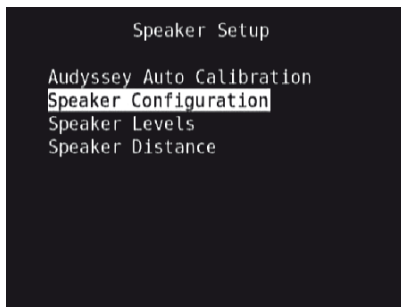 Speaker Setup
Audyssey Auto Calibration
Speaker Configuration
Speaker Levels
Speaker Distance